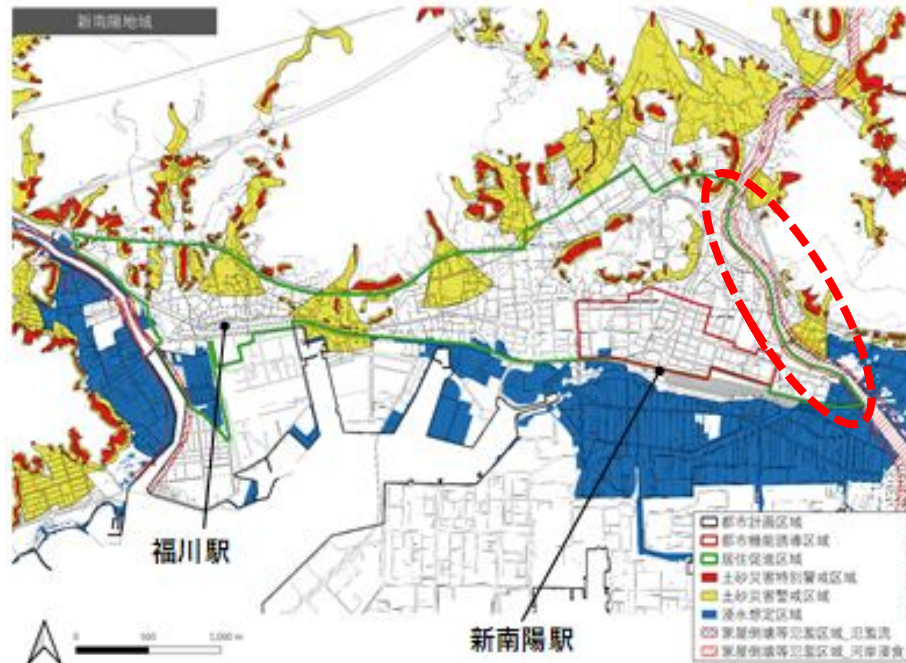 新南陽地域
福川駅
新南陽駅
都市計画区域
都市機能誘導区域
居住促進区域
土砂災害特別警戒区域
土砂災害警戒区域
浸水想定区域
家屋倒壊等氾濫区域_氾濫流
家屋倒壊等氾濫区域_河岸浸食
0 500 1,000 m